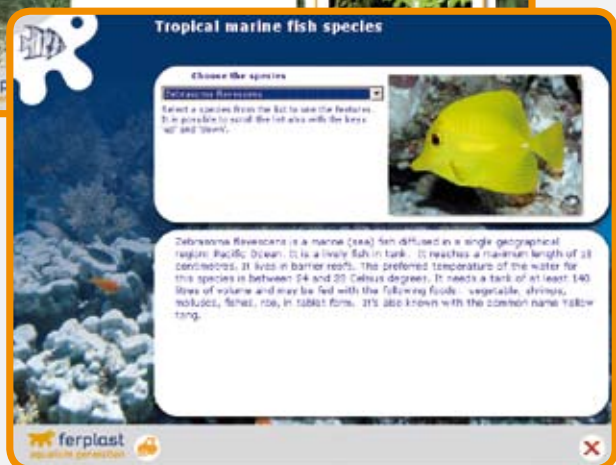 Tropical marine fish species
Choose the species
Zebrasoma flavescens
Select a species from the list to see the features.
It is possible to scroll the list also with the keys
'up' and 'down'.
Zebrasoma flavescens is a marine (sea) fish diffused in a single geographical
region: Pacific Ocean. It is a lively fish in tank. It reaches a maximum length of
centimetres. It lives in barrier reefs. The preferred temperature of the water for
this species is between 24 and Celsius degrees. It needs a tank of at least 140
litres of volume and may be fed with the following foods: vegetable, shrimps,
molluscs, fishes, roe, in tablet form. It's also known with the common name Yellow
tang.
ferplast
aquarium generation